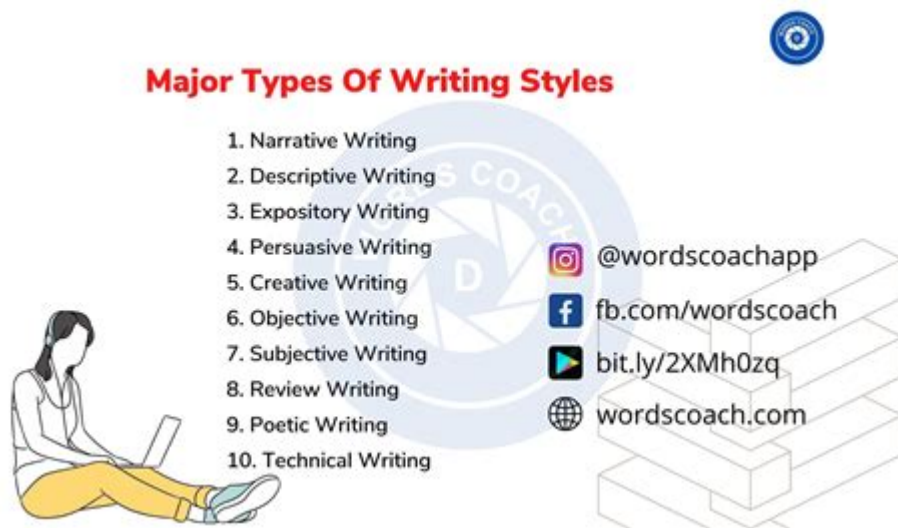 Major Types Of Writing Styles
1. Narrative Writing
2. Descriptive Writing
3. Expository Writing
4. Persuasive Writing
5. Creative Writing
6. Objective Writing
7. Subjective Writing
8. Review Writing
9. Poetic Writing
10. Technical Writing
@wordscoachapp
fb.com/wordscoach
bit.ly/2XMh0zq
wordscoach.com
WORDS COACH
D